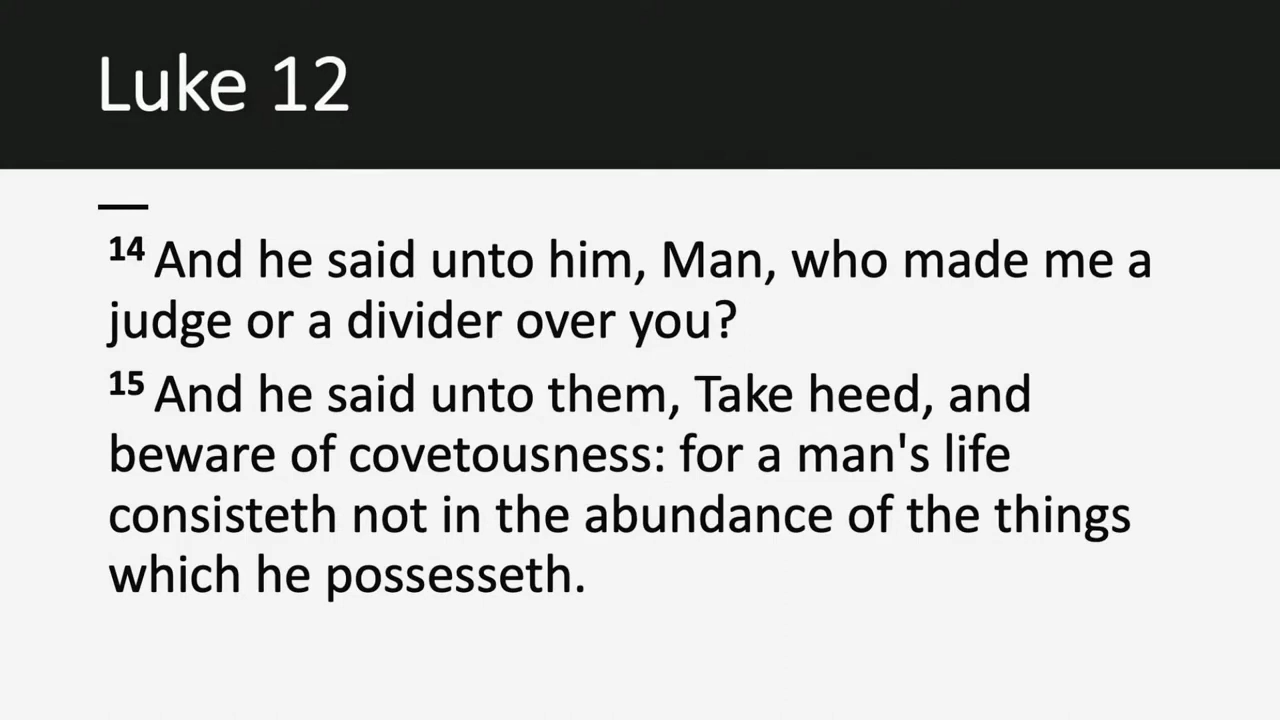 Luke 12
14 And he said unto him, Man, who made me a
judge or a divider over you?
15 And he said unto them, Take heed, and
beware of covetousness: for a man's life
consisteth not in the abundance of the things
which he possesseth.